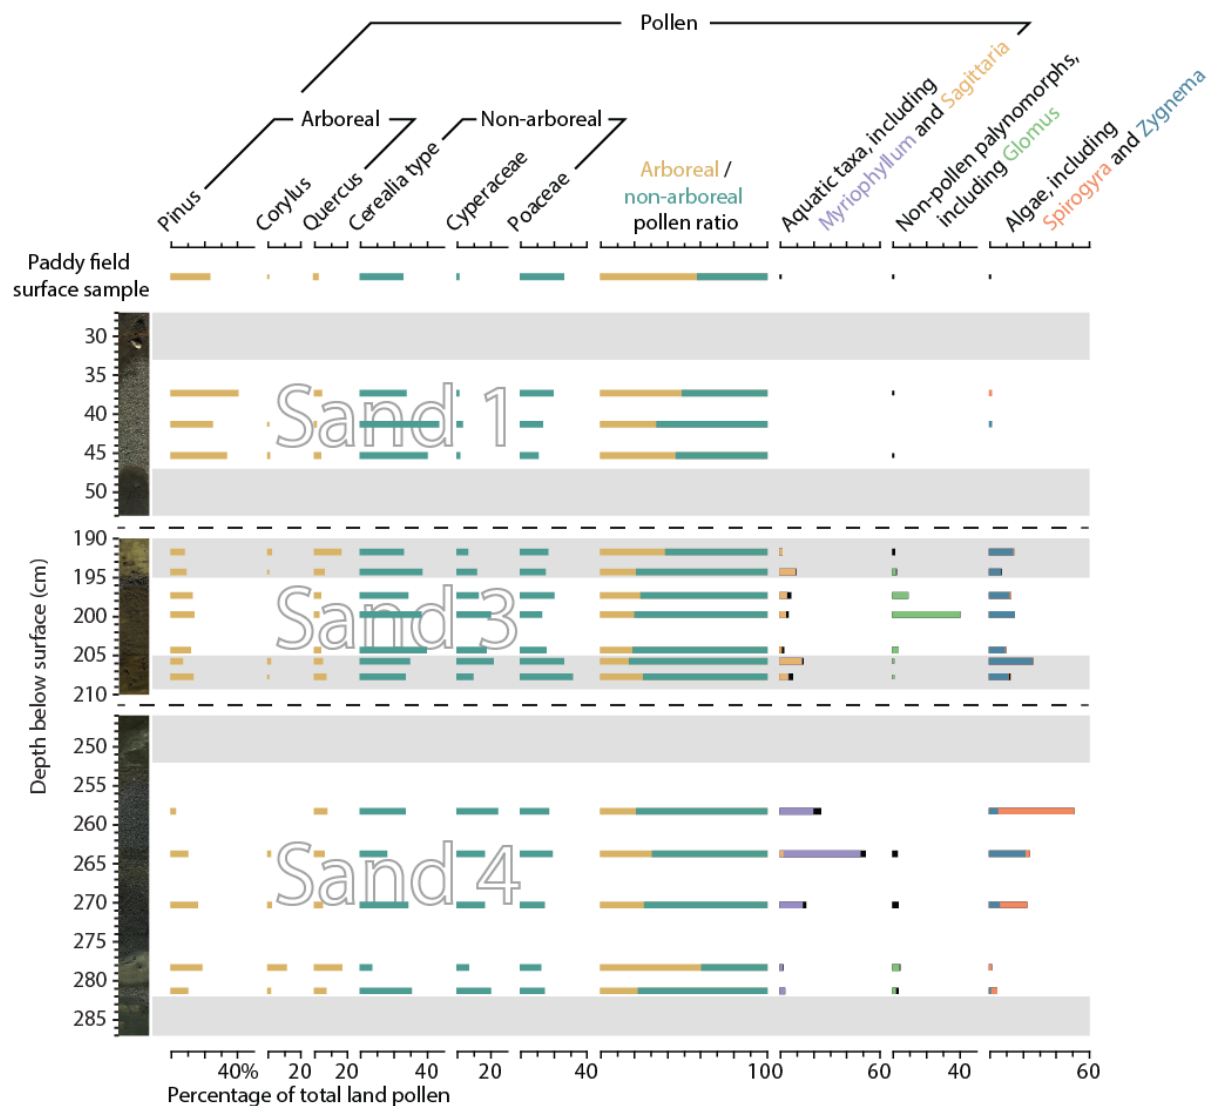 Pollen
Arboreal
Non-arboreal
Pinus
Corylus
Quercus
Cerealia type
Cyperaceae
Poaceae
Arboreal /
non-arboreal
pollen ratio
Aquatic taxa, including
Myriophyllum and Sagittaria
Non-pollen palynomorphs,
including Glomus
Algae, including
Spirogyra and Zygnema
Paddy field
surface sample
30
35
40
45
50
Sand 1
190
195
200
205
210
Sand 3
250
255
260
265
270
275
280
285
Sand 4
Depth below surface (cm)
40% 20 20 40 20 40 100 60 40 60
Percentage of total land pollen